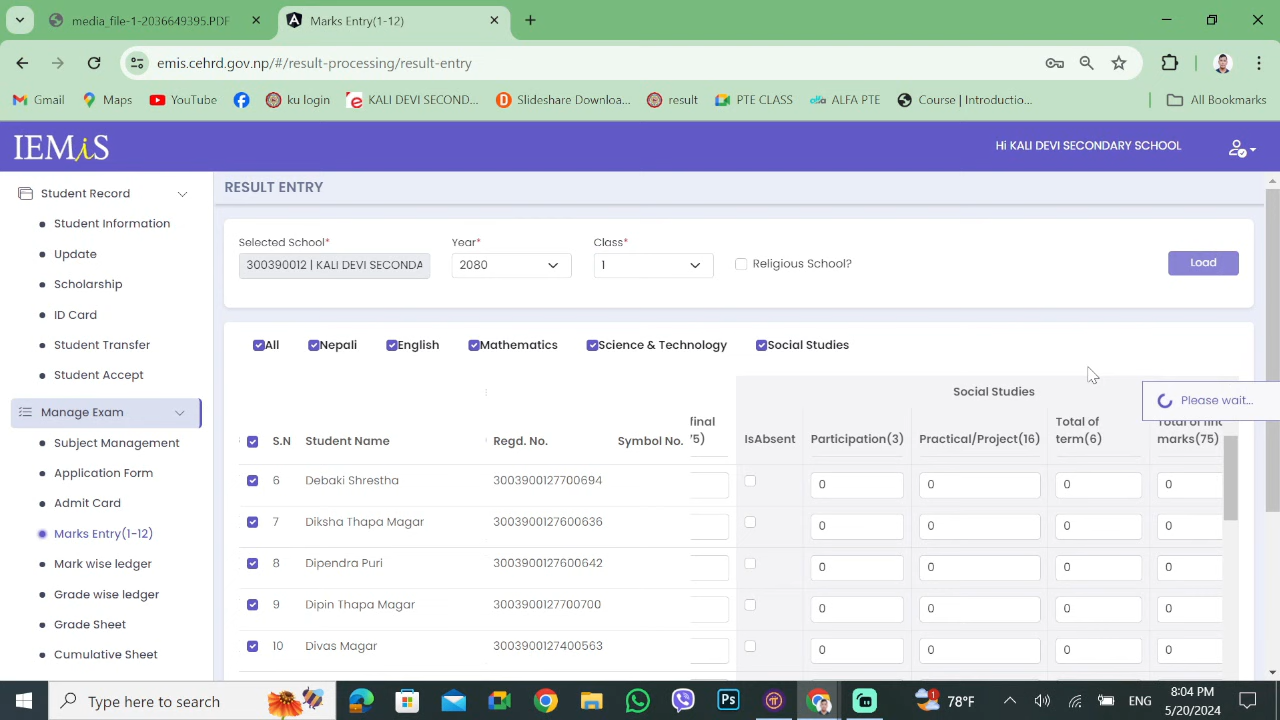 media_file-1-2036649395.PDF
Marks Entry(1-12)
emis.cehrd.gov.np/#/result-processing/result-entry
Gmail
Maps
YouTube
ku login
KALI DEVI SECOND...
Slideshare Downloa...
result
PTE CLASS
ALFA PTE
Course | Introductio...
All Bookmarks
IEMiS
Hi KALI DEVI SECONDARY SCHOOL
Student Record
Student Information
Update
Scholarship
ID Card
Student Transfer
Student Accept
Manage Exam
Subject Management
Application Form
Admit Card
Marks Entry(1-12)
Mark wise ledger
Grade wise ledger
Grade Sheet
Cumulative Sheet
RESULT ENTRY
Selected School* Year* Class*
300390012 | KALI DEVI SECONDA 2080 1 Religious School? Load
All Nepali English Mathematics Science & Technology Social Studies
Social Studies
Please wait...
S.N Student Name Regd. No. Symbol No. final 75) IsAbsent Participation(3) Practical/Project(16) Total of term(6) marks(75)
6 Debaki Shrestha 3003900127700694 0 0 0 0
7 Diksha Thapa Magar 3003900127600636 0 0 0 0
8 Dipendra Puri 3003900127600642 0 0 0 0
9 Dipin Thapa Magar 3003900127700700 0 0 0 0
10 Divas Magar 3003900127400563 0 0 0 0
Type here to search
Ps
1
78°F
ENG
8:04 PM
5/20/2024